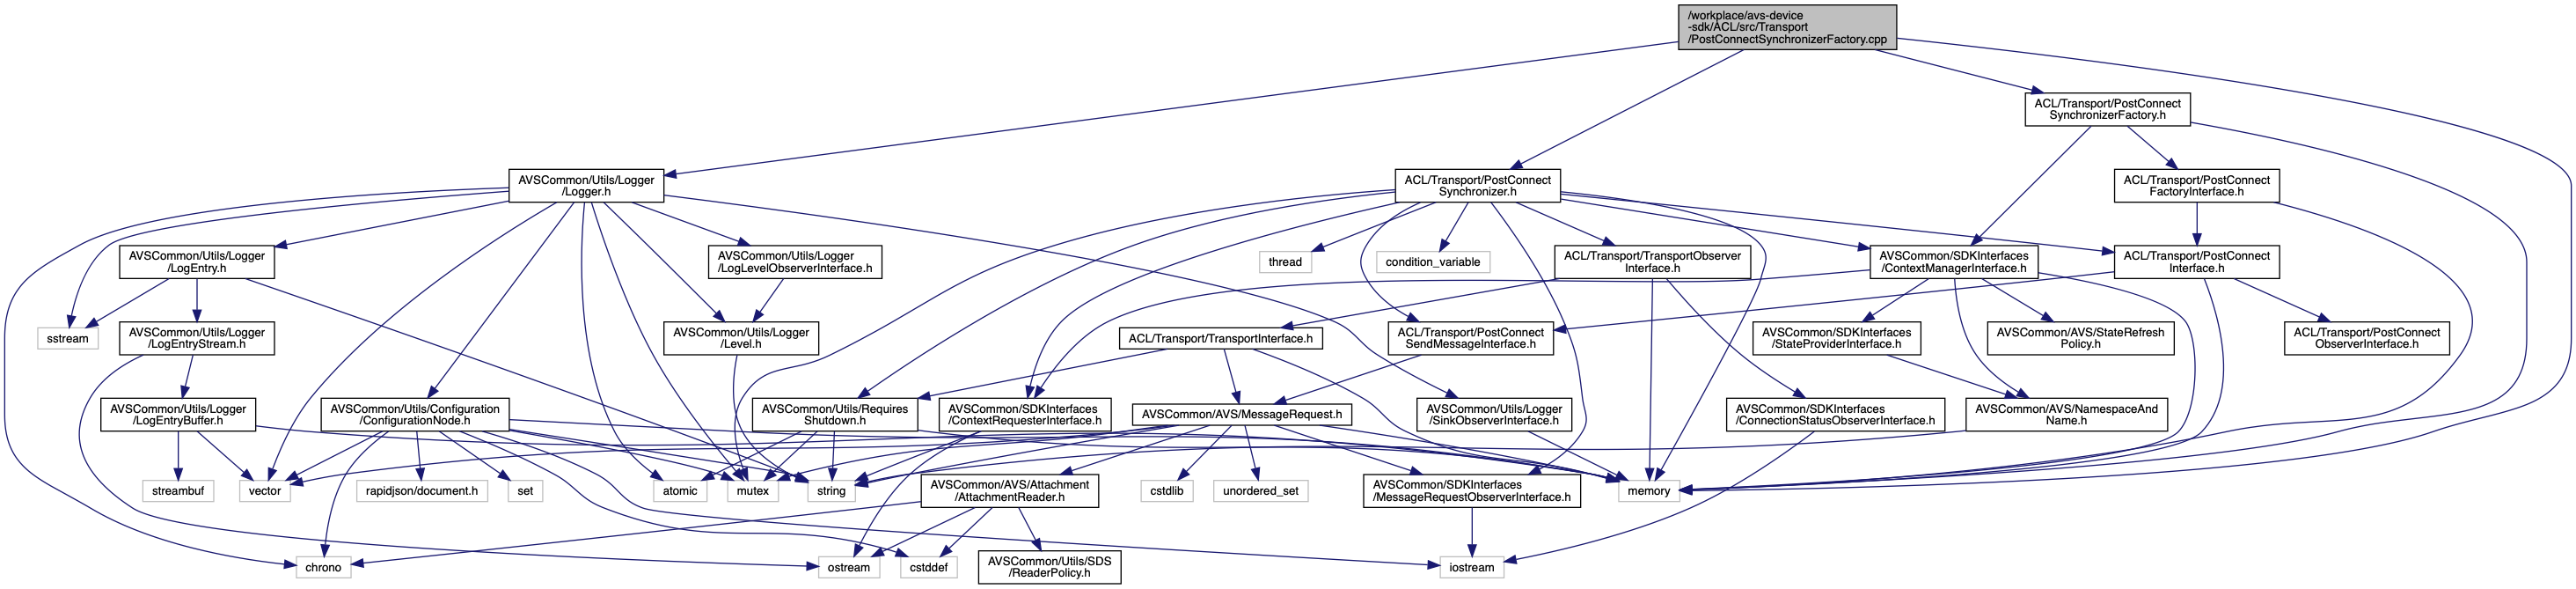 /workplace/avs-device
-sdk/ACL/src/Transport
/PostConnectSynchronizerFactory.cpp
ACL/Transport/PostConnect
SynchronizerFactory.h
AVSCommon/Utils/Logger
/Logger.h
ACL/Transport/PostConnect
Synchronizer.h
ACL/Transport/PostConnect
FactoryInterface.h
AVSCommon/Utils/Logger
/LogEntry.h
AVSCommon/Utils/Logger
/LogLevelObserverInterface.h
thread
condition_variable
ACL/Transport/TransportObserver
Interface.h
AVSCommon/SDKInterfaces
/ContextManagerInterface.h
ACL/Transport/PostConnect
Interface.h
sstream
AVSCommon/Utils/Logger
/LogEntryStream.h
AVSCommon/Utils/Logger
/Level.h
ACL/Transport/TransportInterface.h
ACL/Transport/PostConnect
SendMessageInterface.h
AVSCommon/SDKInterfaces
/StateProviderInterface.h
AVSCommon/AVS/StateRefresh
Policy.h
ACL/Transport/PostConnect
ObserverInterface.h
AVSCommon/Utils/Logger
/LogEntryBuffer.h
AVSCommon/Utils/Configuration
/ConfigurationNode.h
AVSCommon/Utils/Requires
Shutdown.h
AVSCommon/SDKInterfaces
/ContextRequesterInterface.h
AVSCommon/AVS/MessageRequest.h
AVSCommon/Utils/Logger
/SinkObserverInterface.h
AVSCommon/SDKInterfaces
/ConnectionStatusObserverInterface.h
AVSCommon/AVS/NamespaceAnd
Name.h
streambuf
vector
rapidjson/document.h
set
atomic
mutex
string
AVSCommon/AVS/Attachment
/AttachmentReader.h
cstdlib
unordered_set
AVSCommon/SDKInterfaces
/MessageRequestObserverInterface.h
memory
chrono
ostream
cstddef
AVSCommon/Utils/SDS
/ReaderPolicy.h
iostream